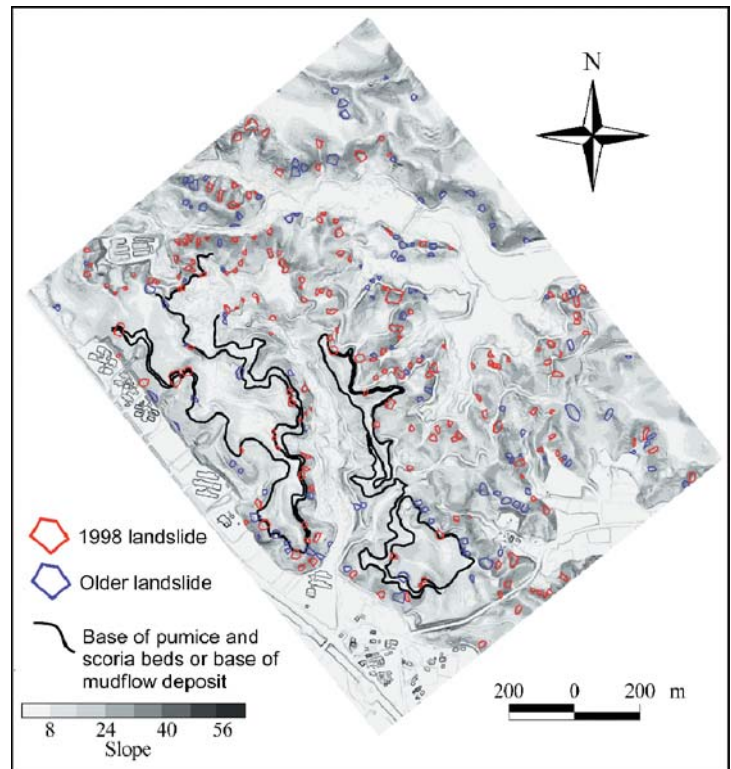 N
1998 landslide
Older landslide
Base of pumice and
scoria beds or base of
mudflow deposit
8 24 40 56
Slope
200 0 200 m